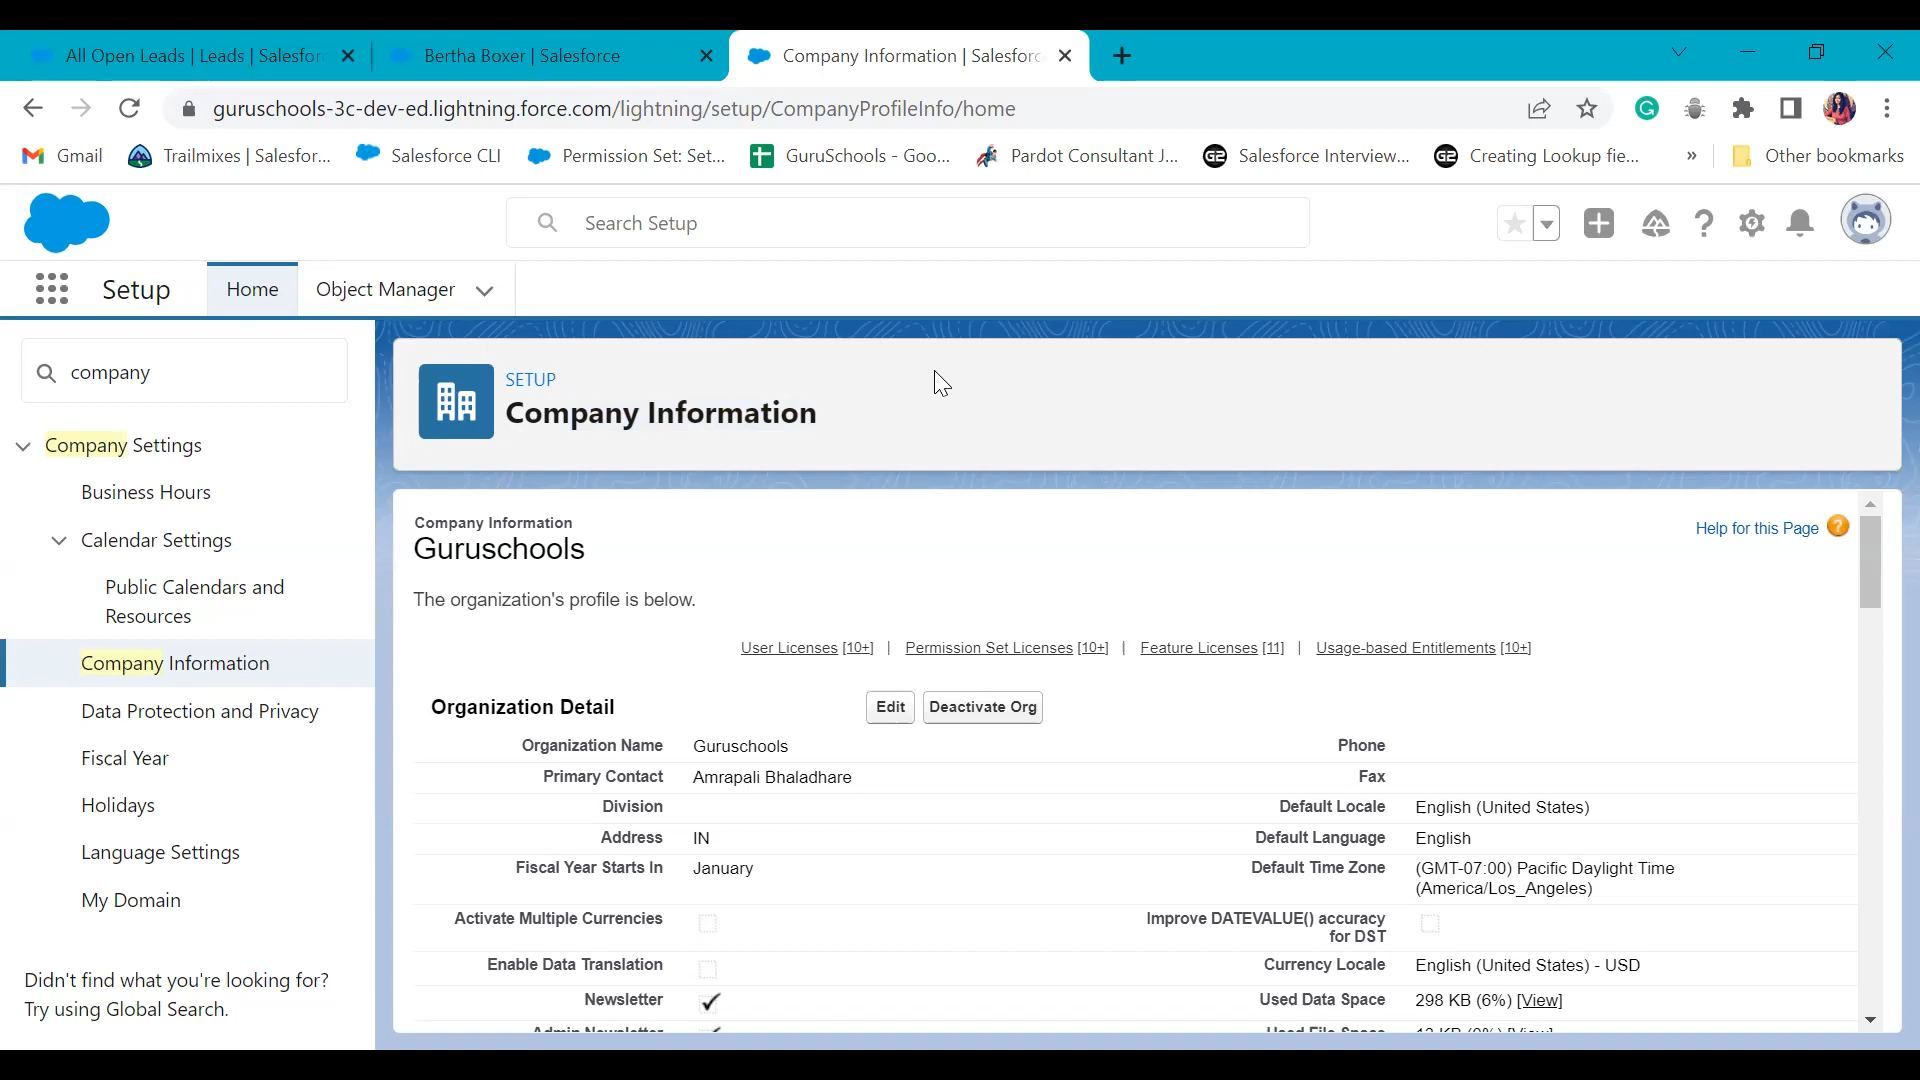 All Open Leads | Leads | Salesfor
Bertha Boxer | Salesforce
Company Information | Salesforc
guruschools-3c-dev-ed.lightning.force.com/lightning/setup/CompanyProfileInfo/home
Gmail
Trailmixes | Salesfor...
Salesforce CLI
Permission Set: Set...
GuruSchools - Goo...
Pardot Consultant J...
Salesforce Interview...
Creating Lookup fie...
»
Other bookmarks
Search Setup
Setup
Home
Object Manager
company
Company Settings
Business Hours
Calendar Settings
Public Calendars and
Resources
Company Information
Data Protection and Privacy
Fiscal Year
Holidays
Language Settings
My Domain
Didn't find what you're looking for?
Try using Global Search.
SETUP
Company Information
Company Information
Guruschools
Help for this Page
The organization's profile is below.
User Licenses [10+] | Permission Set Licenses [10+] | Feature Licenses [11] | Usage-based Entitlements [10+]
Organization Detail
Edit
Deactivate Org
Organization Name Guruschools Phone
Primary Contact Amrapali Bhaladhare Fax
Division Default Locale English (United States)
Address IN Default Language English
Fiscal Year Starts In January Default Time Zone (GMT-07:00) Pacific Daylight Time
(America/Los_Angeles)
Activate Multiple Currencies Improve DATEVALUE() accuracy
for DST
Enable Data Translation Currency Locale English (United States) - USD
Newsletter Used Data Space 298 KB (6%) [View]
Admin Newsletter Used File Space